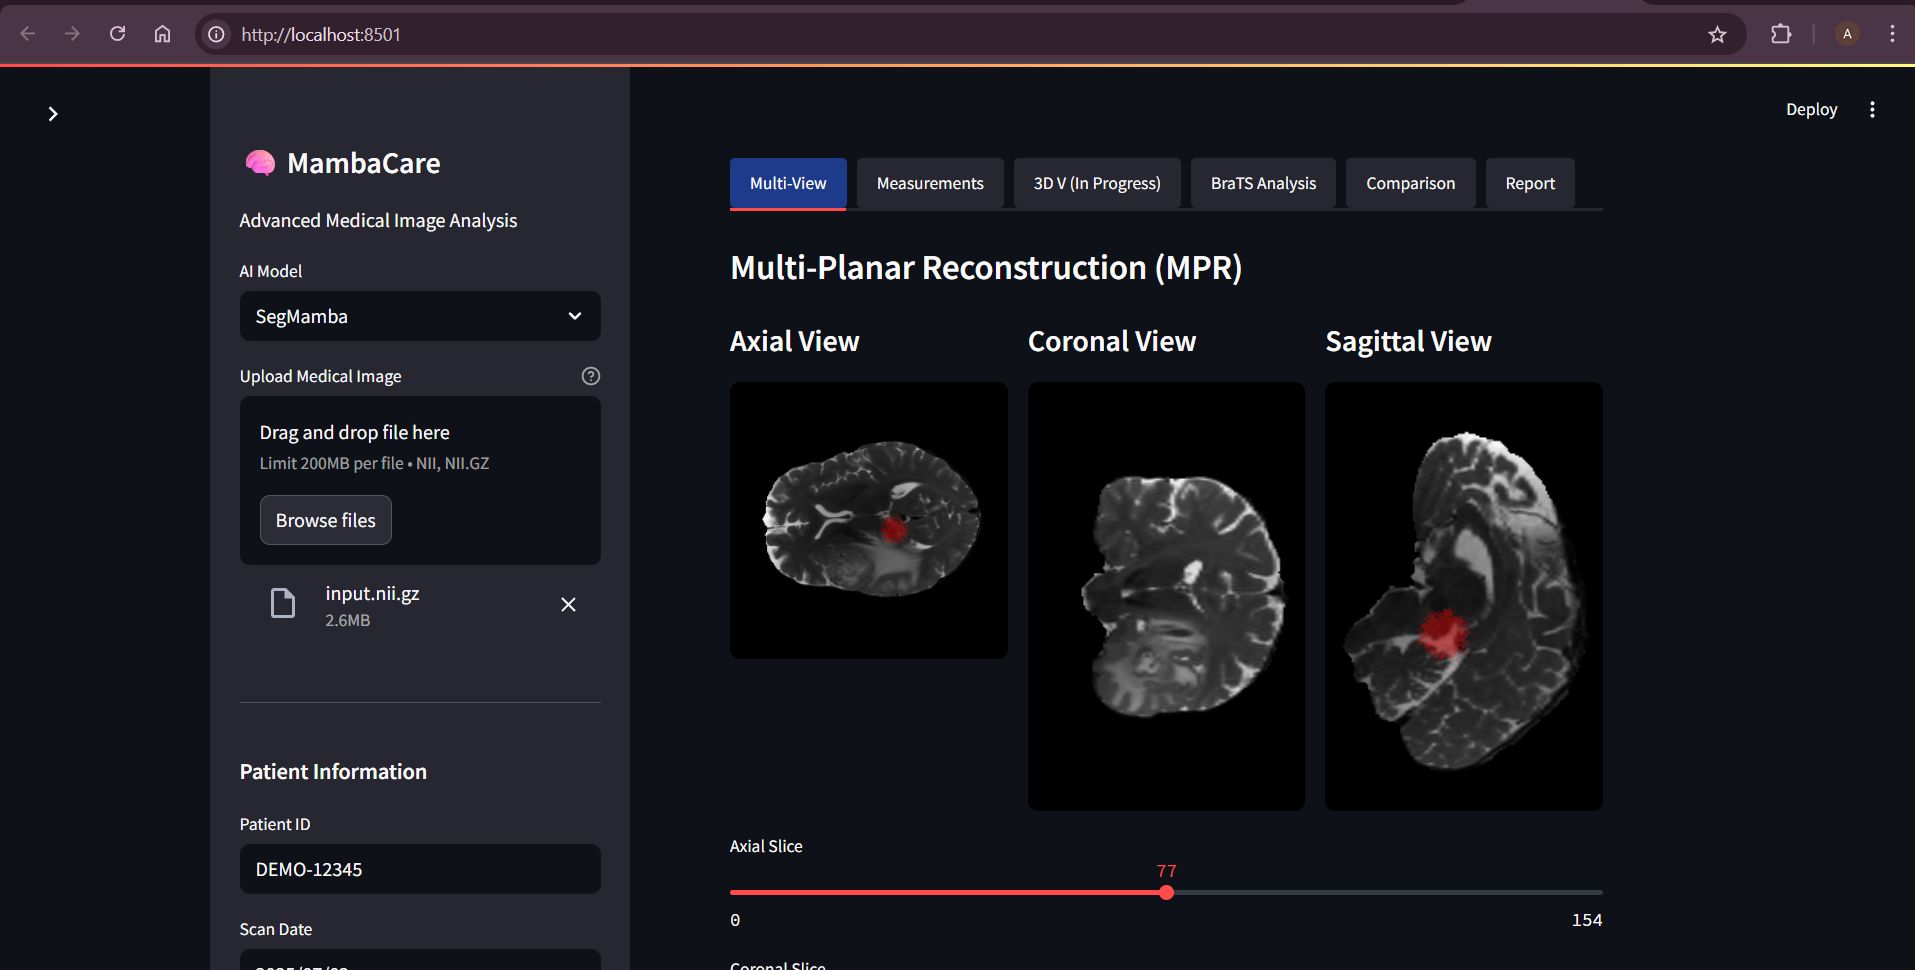 http://localhost:8501
A
Deploy
MambaCare
Advanced Medical Image Analysis
AI Model
SegMamba
Upload Medical Image
Drag and drop file here
Limit 200MB per file • NII, NII.GZ
Browse files
input.nii.gz
2.6MB
Patient Information
Patient ID
DEMO-12345
Scan Date
Multi-View
Measurements
3D V (In Progress)
BraTS Analysis
Comparison
Report
Multi-Planar Reconstruction (MPR)
Axial View
Coronal View
Sagittal View
Axial Slice
77
0
154
Coronal Slice